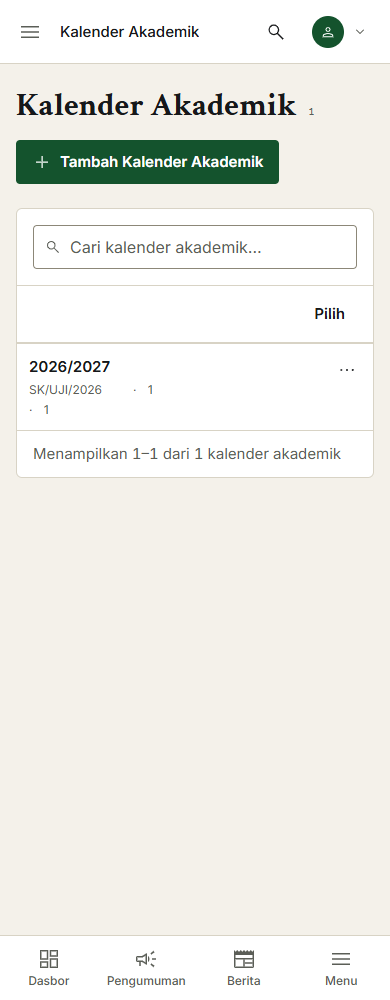 Kalender Akademik
Kalender Akademik 1
Tambah Kalender Akademik
Cari kalender akademik...
Pilih
2026/2027
SK/UJI/2026 · 1
· 1
Menampilkan 1–1 dari 1 kalender akademik
Dasbor Pengumuman Berita Menu